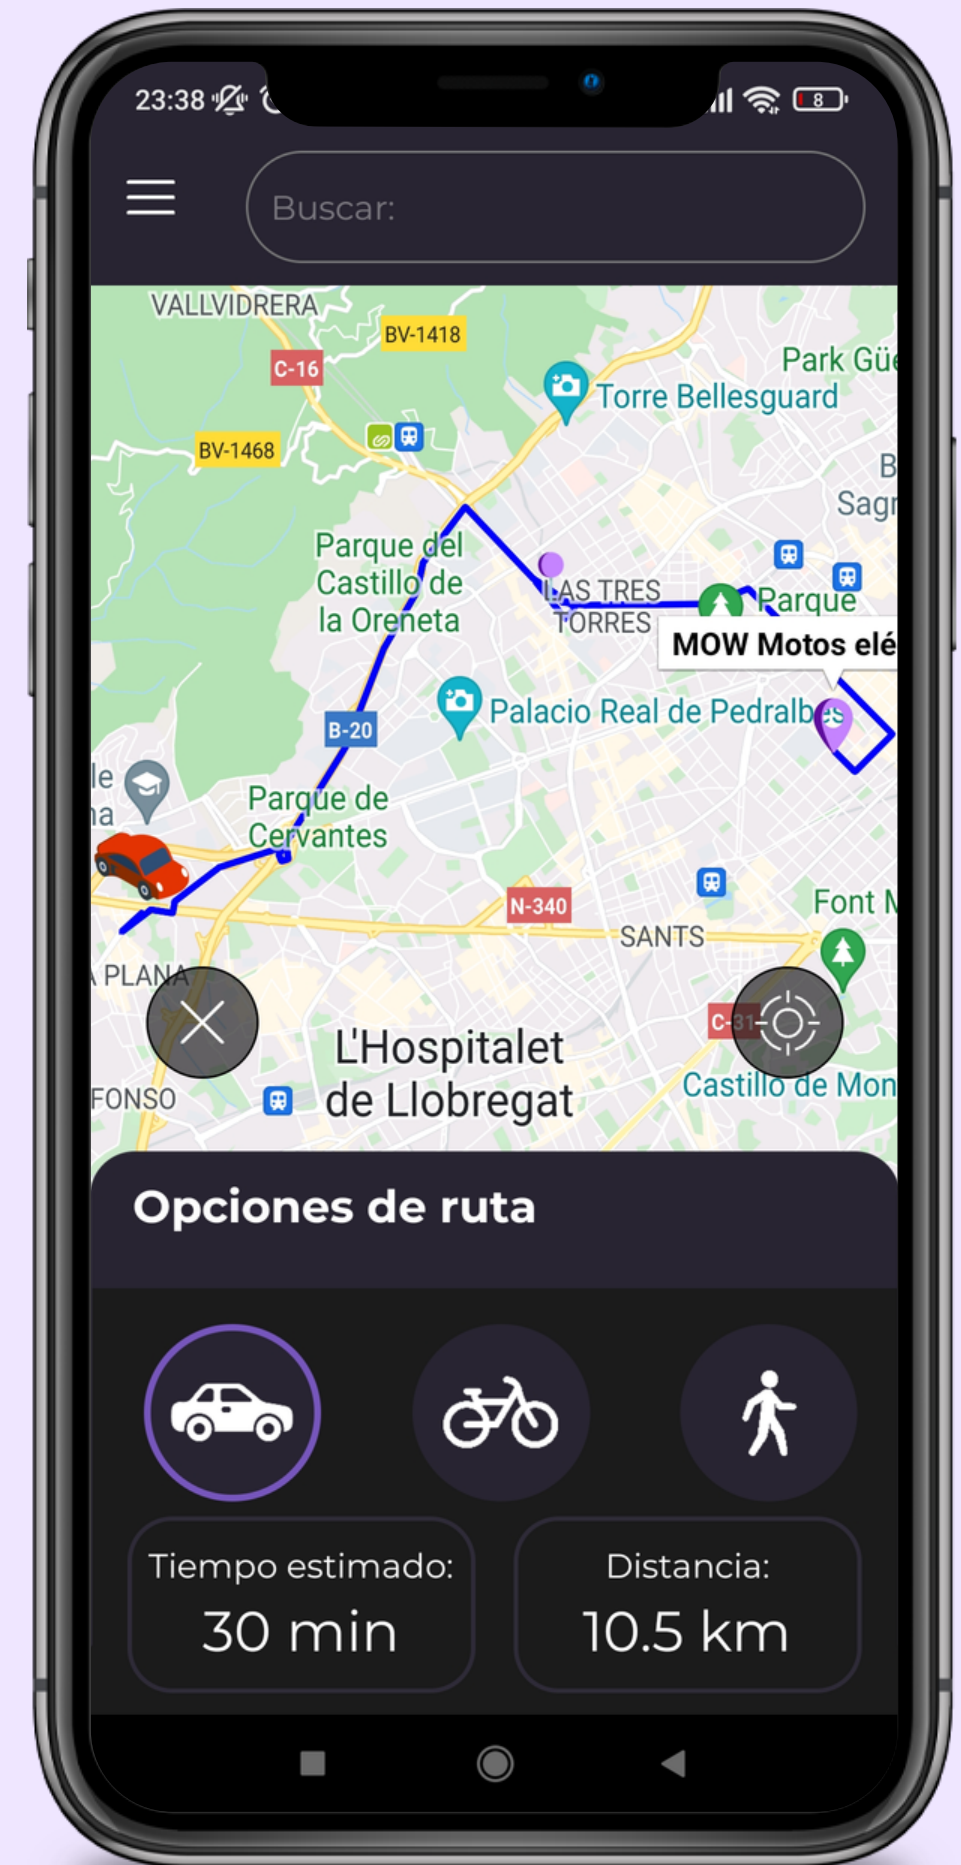 23:38
8
Buscar:
VALLVIDRERA
BV-1418
C-16
Park Güe
Torre Bellesguard
BV-1468
B
Sagr
Parque del
Castillo de
la Oreneta
LAS TRES
TORRES
Parque
MOW Motos elé
Palacio Real de Pedralbes
B-20
le
na
Parque de
Cervantes
N-340
Font M
SANTS
A PLANA
C-31
L'Hospitalet
de Llobregat
Castillo de Mon
FONSO
Opciones de ruta
Tiempo estimado:
30 min
Distancia:
10.5 km